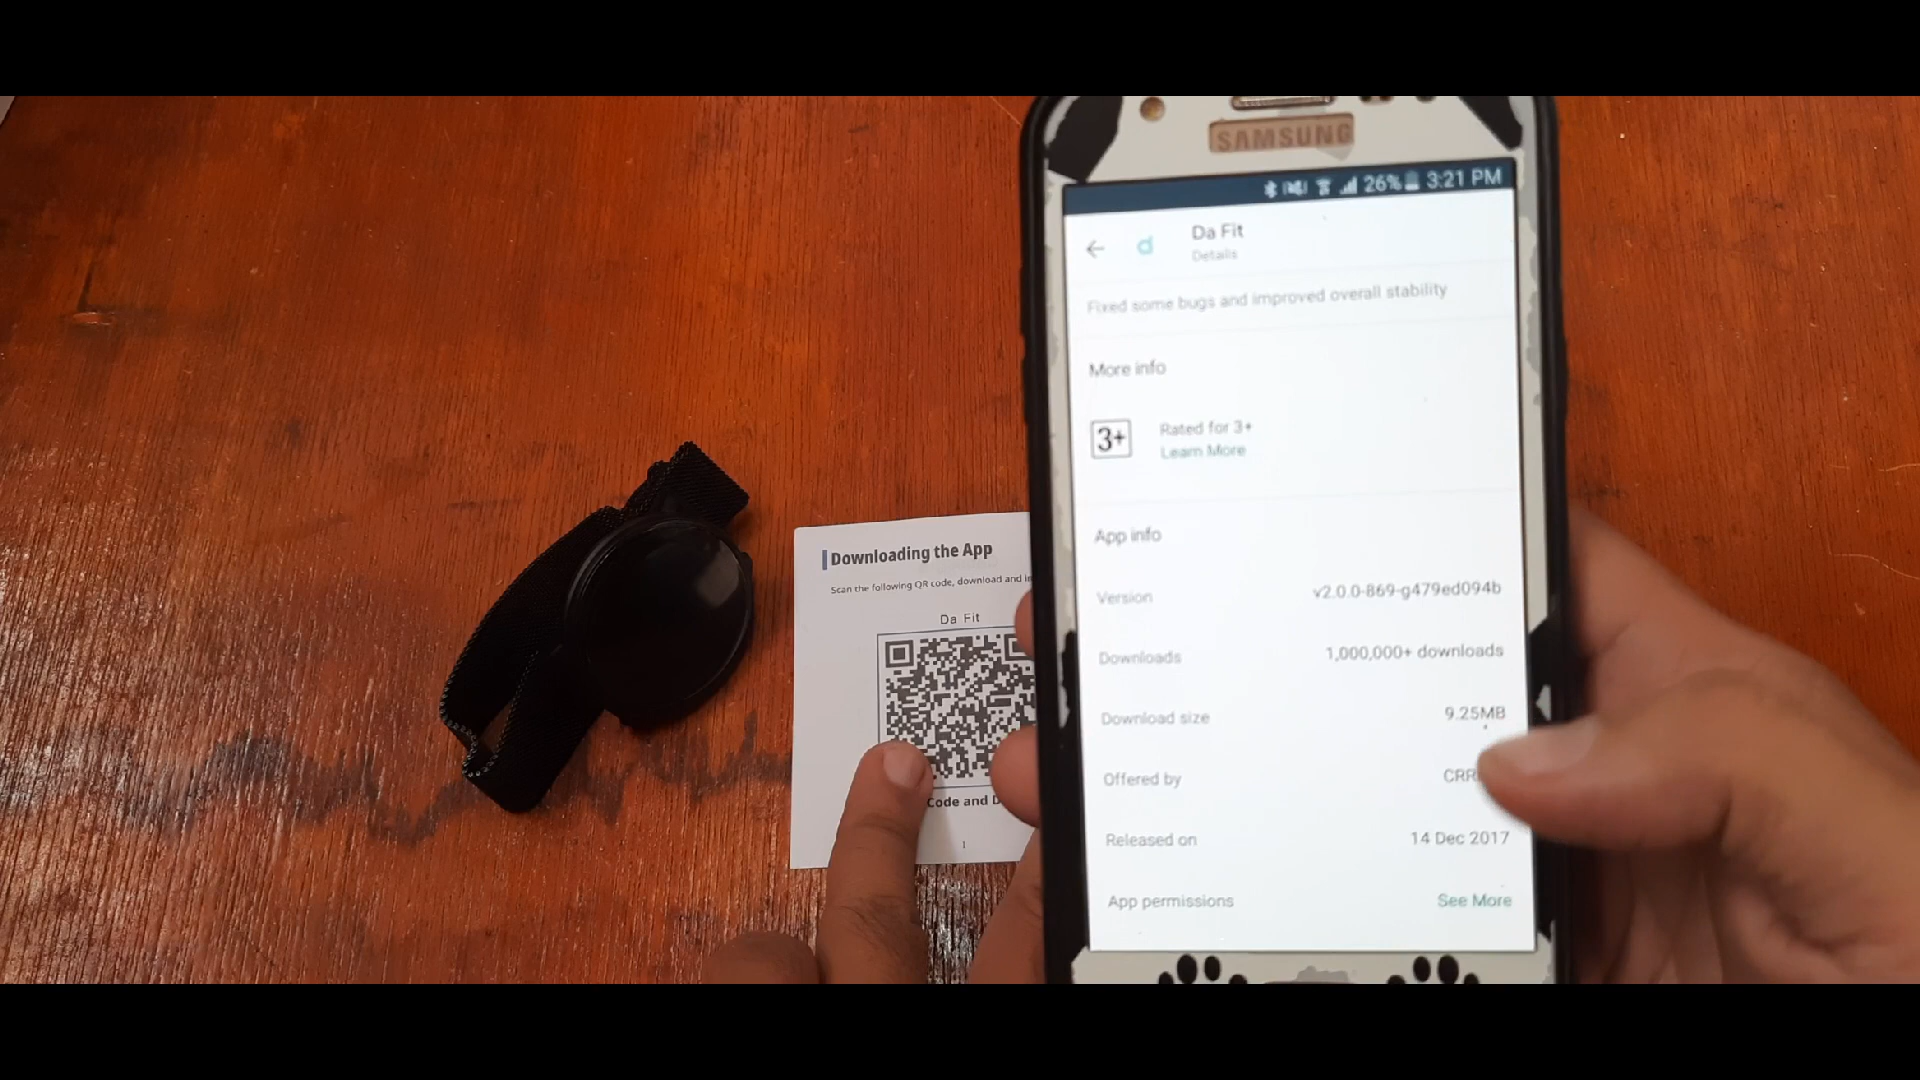 Downloading the App
Scan the following QR code, download and
Da Fit
Code and
1
SAMSUNG
26% 3:21 PM
Da Fit
Details
Fixed some bugs and improved overall stability
More info
3+
Rated for 3+
Learn More
App info
Version v2.0.0-869-g479ed094b
Downloads 1,000,000+ downloads
Download size 9.25MB
Offered by
Released on 14 Dec 2017
App permissions See More